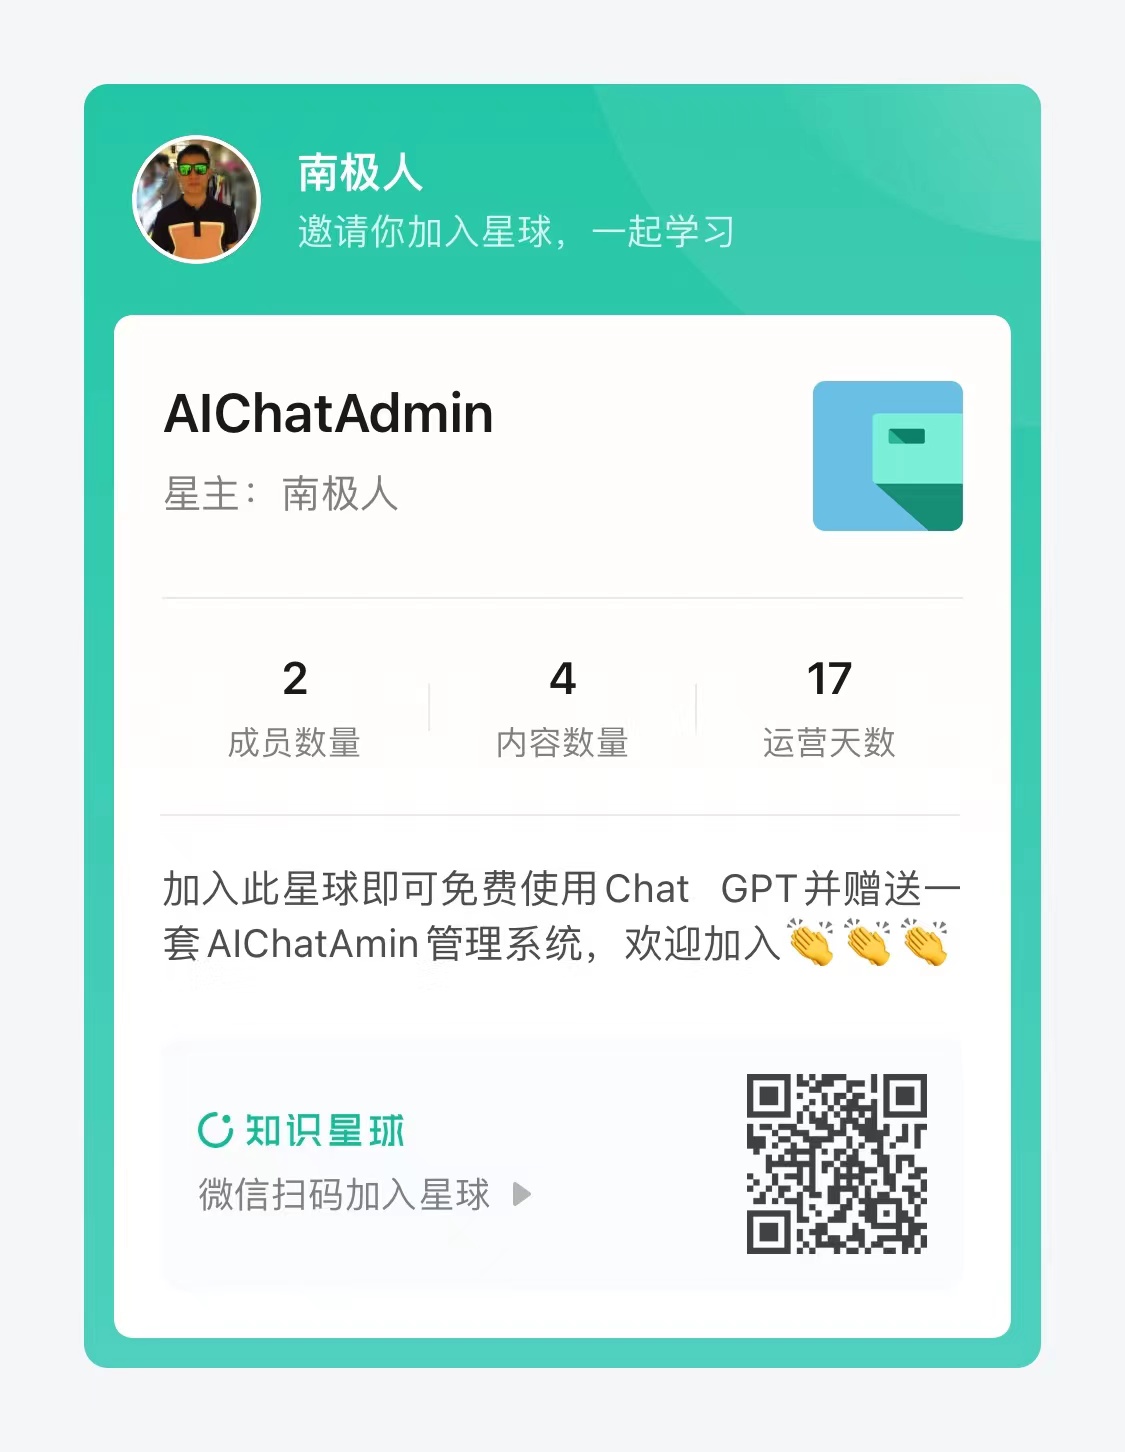 南极人
邀请你加入星球，一起学习
AIChatAdmin
星主：南极人
2
成员数量
4
内容数量
17
运营天数
加入此星球即可免费使用Chat GPT并赠送一
套AIChatAmin管理系统，欢迎加入👏👏👏
知识星球
微信扫码加入星球